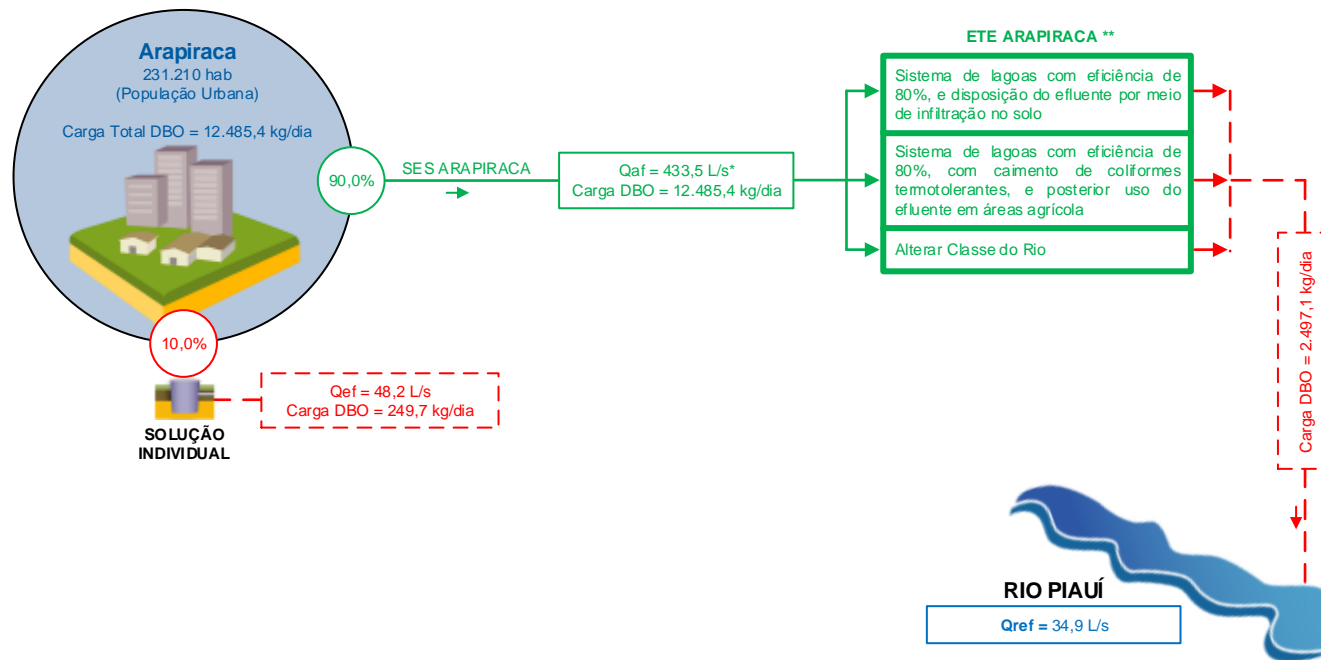 Arapiraca
231.210 hab
(População Urbana)
Carga Total DBO = 12.485,4 kg/dia
90,0%
SES ARAPIRACA
Qaf = 433,5 L/s*
Carga DBO = 12.485,4 kg/dia
ETE ARAPIRACA **
Sistema de lagoas com eficiência de
80%, e disposição do efluente por meio
de infiltração no solo
Sistema de lagoas com eficiência de
80%, com caimento de coliformes
termotolerantes, e posterior uso do
efluente em áreas agrícola
Alterar Classe do Rio
Carga DBO = 2.497,1 kg/dia
10,0%
Qef = 48,2 L/s
Carga DBO = 249,7 kg/dia
SOLUÇÃO
INDIVIDUAL
RIO PIAUÍ
Qref = 34,9 L/s